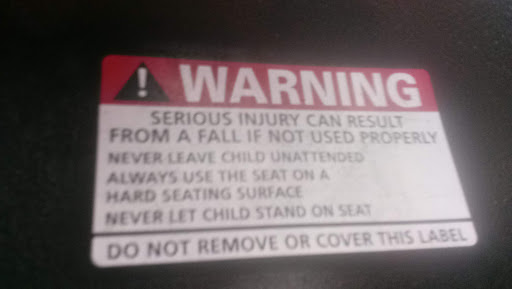 ! WARNING
SERIOUS INJURY CAN RESULT
FROM A FALL IF NOT USED PROPERLY
NEVER LEAVE CHILD UNATTENDED
ALWAYS USE THE SEAT ON A
HARD SEATING SURFACE
NEVER LET CHILD STAND ON SEAT
DO NOT REMOVE OR COVER THIS LABEL